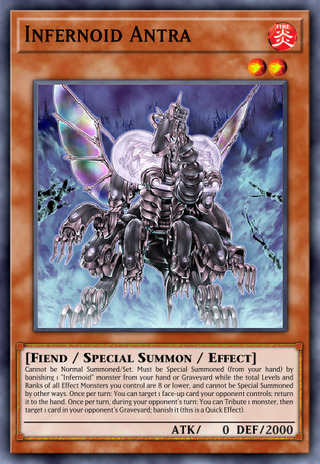 INFERNOID ANTRA
FIRE
炎
[FIEND / SPECIAL SUMMON / EFFECT]
Cannot be Normal Summoned/Set. Must be Special Summoned (from your hand) by
banishing 1 "Infernoid" monster from your hand or Graveyard while the total Levels and
Ranks of all Effect Monsters you control are 8 or lower, and cannot be Special Summoned
by other ways. Once per turn: You can target 1 face-up card your opponent controls; return
it to the hand. Once per turn, during your opponent's turn: You can Tribute 1 monster, then
target 1 card in your opponent's Graveyard; banish it (this is a Quick Effect).
ATK/ 0 DEF/2000